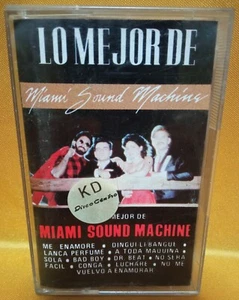 LO MEJOR DE
Miami Sound Machine
KD
Disco Centro
MEJOR DE
MIAMI SOUND MACHINE
ME ENAMORE • DINGUI-LI-BANGUE •
LANCA PERFUME • A TODA MAQUINA •
SOLA • BAD BOY • DR. BEAT • NO SERA
FACIL • CONGA • LUCHARE • NO ME
VUELVO A ENAMORAR